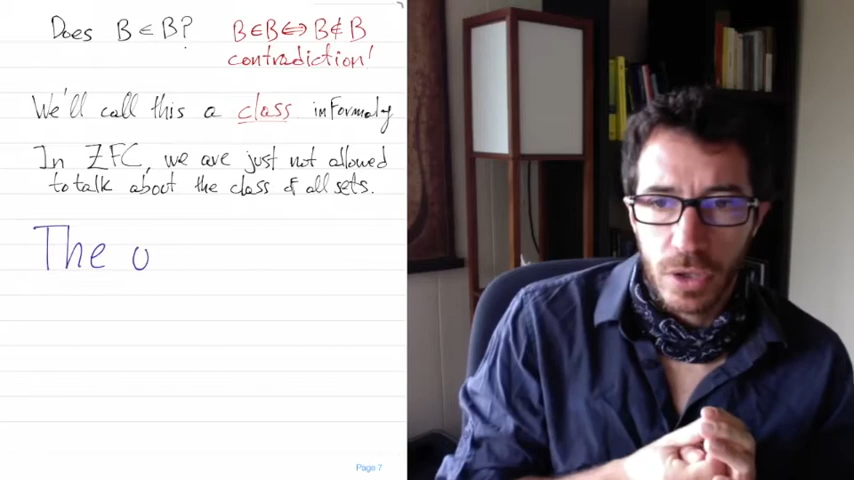 Does B ∈ B? B∈B ⇔ B∉B
contradiction!
We'll call this a class informaly
In ZFC, we are just not allowed
to talk about the class of all sets.
The o
Page 7